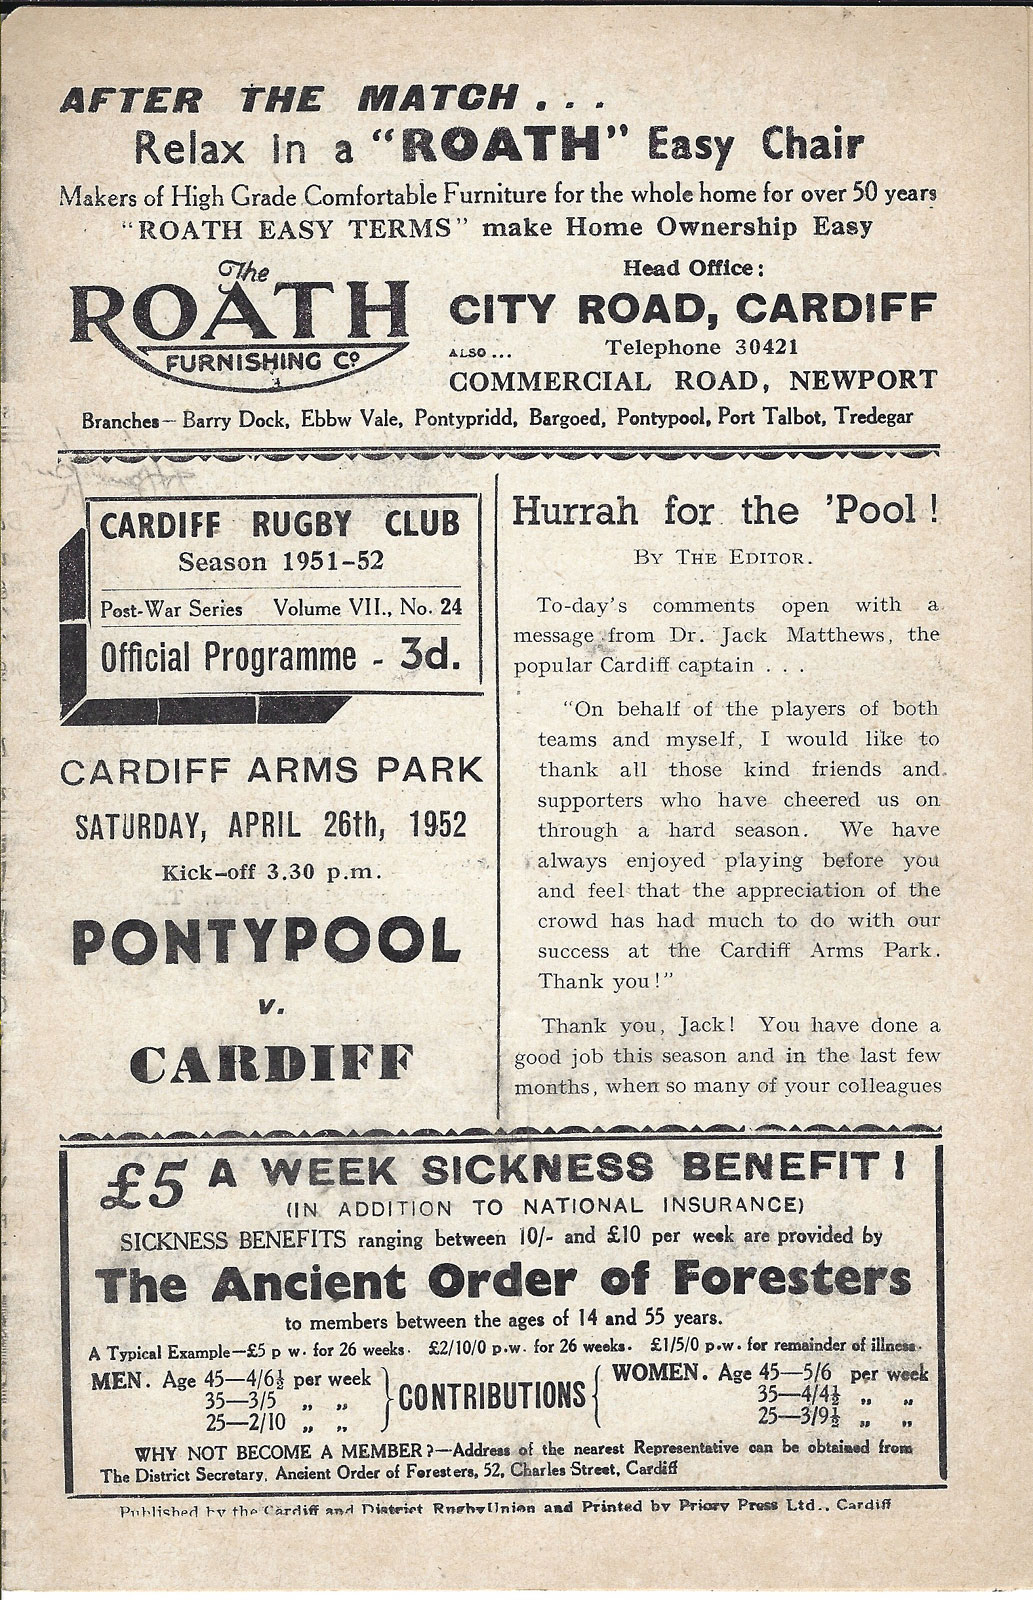 AFTER THE MATCH . . .
Relax in a "ROATH" Easy Chair
Makers of High Grade Comfortable Furniture for the whole home for over 50 years
"ROATH EASY TERMS" make Home Ownership Easy
The
ROATH
FURNISHING Co.
Head Office:
CITY ROAD, CARDIFF
ALSO ... Telephone 30421
COMMERCIAL ROAD, NEWPORT
Branches— Barry Dock, Ebbw Vale, Pontypridd, Bargoed, Pontypool, Port Talbot, Tredegar
CARDIFF RUGBY CLUB
Season 1951-52
Post-War Series Volume VII., No. 24
Official Programme - 3d.
CARDIFF ARMS PARK
SATURDAY, APRIL 26th, 1952
Kick-off 3.30 p.m.
PONTYPOOL
v.
CARDIFF
Hurrah for the 'Pool !
BY THE EDITOR.
To-day's comments open with a
message from Dr. Jack Matthews, the
popular Cardiff captain . . .
"On behalf of the players of both
teams and myself, I would like to
thank all those kind friends and
supporters who have cheered us on
through a hard season. We have
always enjoyed playing before you
and feel that the appreciation of the
crowd has had much to do with our
success at the Cardiff Arms Park.
Thank you !"
Thank you, Jack! You have done a
good job this season and in the last few
months, when so many of your colleagues
£5 A WEEK SICKNESS BENEFIT !
(IN ADDITION TO NATIONAL INSURANCE)
SICKNESS BENEFITS ranging between 10/- and £10 per week are provided by
The Ancient Order of Foresters
to members between the ages of 14 and 55 years.
A Typical Example—£5 p w. for 26 weeks. £2/10/0 p.w. for 26 weeks. £1/5/0 p.w. for remainder of illness.
MEN. Age 45—4/6½ per week
35—3/5 „ „
25—2/10 „ „
CONTRIBUTIONS
WOMEN. Age 45—5/6 per week
35—4/4½ „ „
25—3/9½ „ „
WHY NOT BECOME A MEMBER?—Address of the nearest Representative can be obtained from
The District Secretary, Ancient Order of Foresters, 52, Charles Street, Cardiff
Published by the Cardiff and District Rugby Union and Printed by Priory Press Ltd., Cardiff